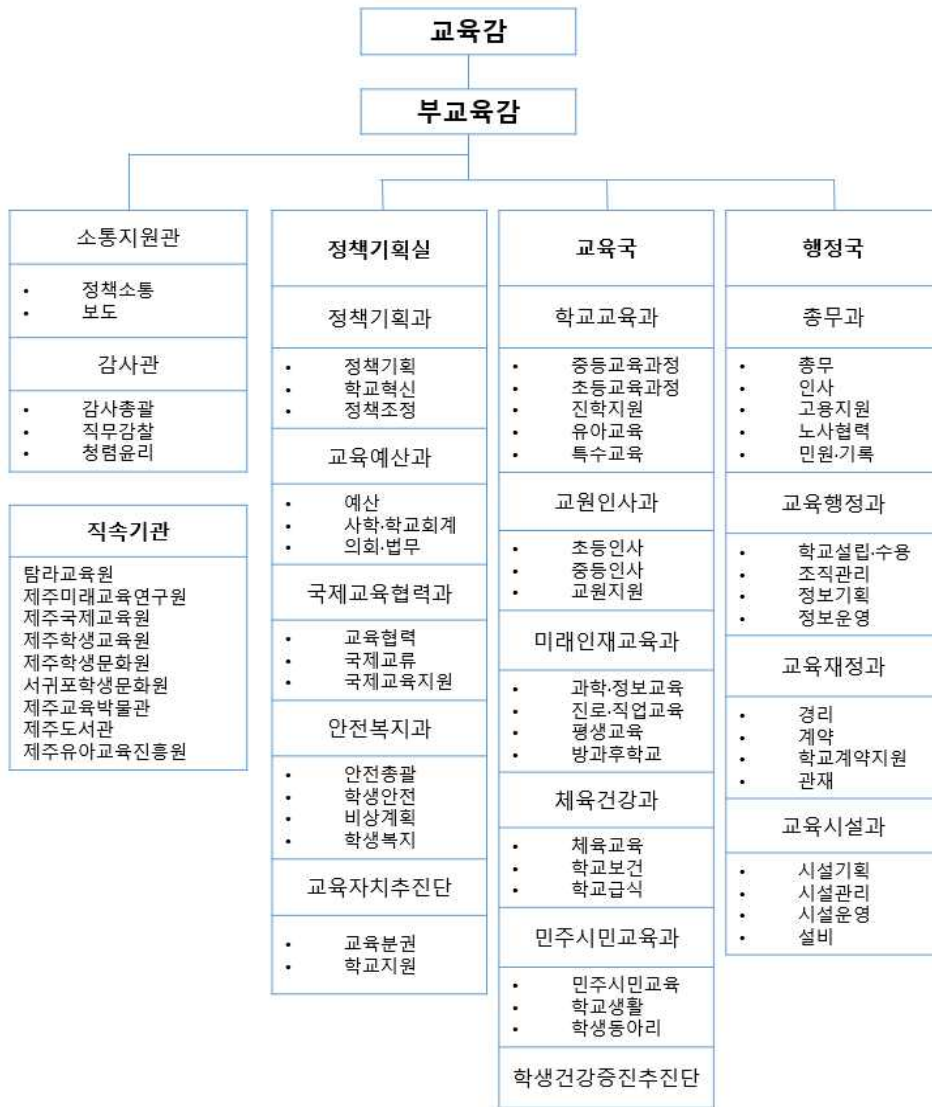 교육감
부교육감
소통지원관
• 정책소통
• 보도
감사관
• 감사총괄
• 직무감찰
• 청렴윤리
직속기관
탐라교육원
제주미래교육연구원
제주국제교육원
제주학생교육원
제주학생문화원
서귀포학생문화원
제주교육박물관
제주도서관
제주유아교육진흥원
정책기획실
정책기획과
• 정책기획
• 학교혁신
• 정책조정
교육예산과
• 예산
• 사학·학교회계
• 의회·법무
국제교육협력과
• 교육협력
• 국제교류
• 국제교육지원
안전복지과
• 안전총괄
• 학생안전
• 비상계획
• 학생복지
교육자치추진단
• 교육분권
• 학교지원
교육국
학교교육과
• 중등교육과정
• 초등교육과정
• 진학지원
• 유아교육
• 특수교육
교원인사과
• 초등인사
• 중등인사
• 교원지원
미래인재교육과
• 과학·정보교육
• 진로·직업교육
• 평생교육
• 방과후학교
체육건강과
• 체육교육
• 학교보건
• 학교급식
민주시민교육과
• 민주시민교육
• 학교생활
• 학생동아리
학생건강증진추진단
행정국
총무과
• 총무
• 인사
• 고용지원
• 노사협력
• 민원·기록
교육행정과
• 학교설립·수용
• 조직관리
• 정보기획
• 정보운영
교육재정과
• 경리
• 계약
• 학교계약지원
• 관재
교육시설과
• 시설기획
• 시설관리
• 시설운영
• 설비